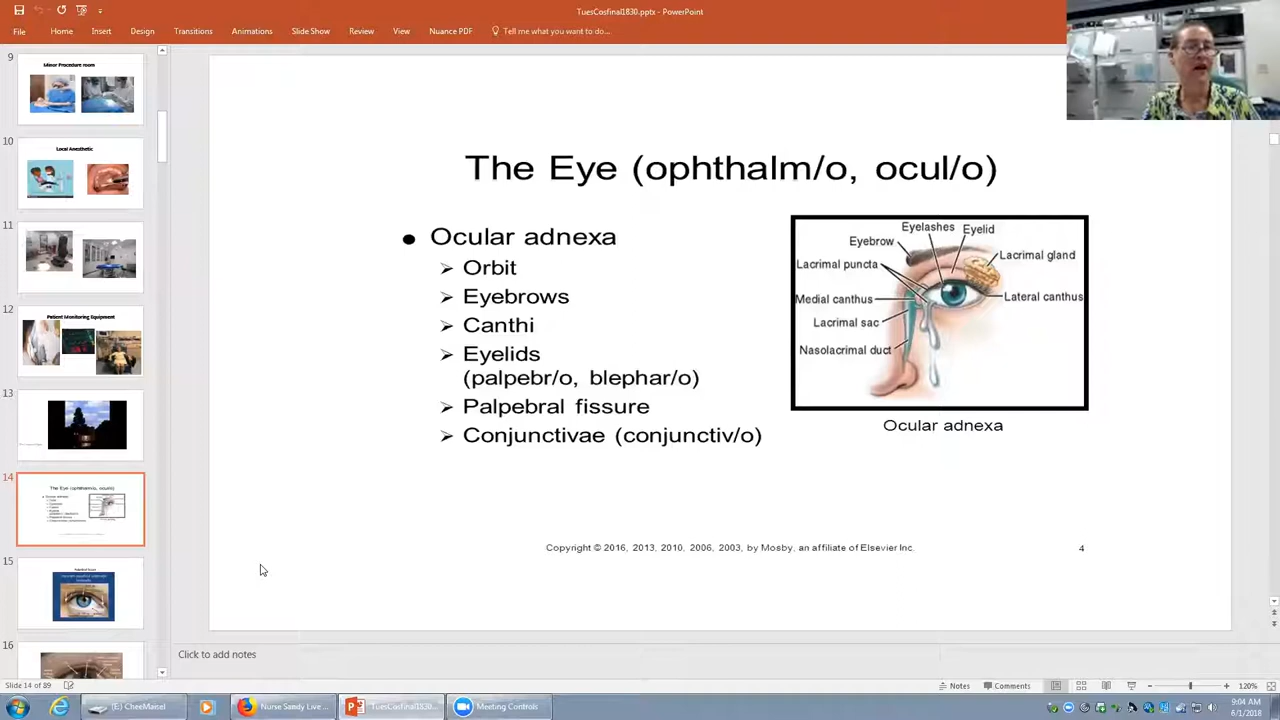 TuesCosfinal1830.pptx - PowerPoint
File Home Insert Design Transitions Animations Slide Show Review View Nuance PDF Tell me what you want to do...
9
Minor Procedure room
10
Local Anesthetic
11
12
Patient Monitoring Equipment
13
14
The Eye (ophthalm/o, ocul/o)
15
16
The Eye (ophthalm/o, ocul/o)
Ocular adnexa
Orbit
Eyebrows
Canthi
Eyelids
(palpebr/o, blephar/o)
Palpebral fissure
Conjunctivae (conjunctiv/o)
Eyelashes
Eyelid
Eyebrow
Lacrimal gland
Lacrimal puncta
Medial canthus
Lateral canthus
Lacrimal sac
Nasolacrimal duct
Ocular adnexa
Copyright © 2016, 2013, 2010, 2006, 2003, by Mosby, an affiliate of Elsevier Inc.
4
Click to add notes
Slide 14 of 89
Notes Comments
120%
(E:) CheeMainel
Nurse Sandy Live ...
TuesCosfinal1830...
Meeting Controls
9:04 AM
6/1/2018